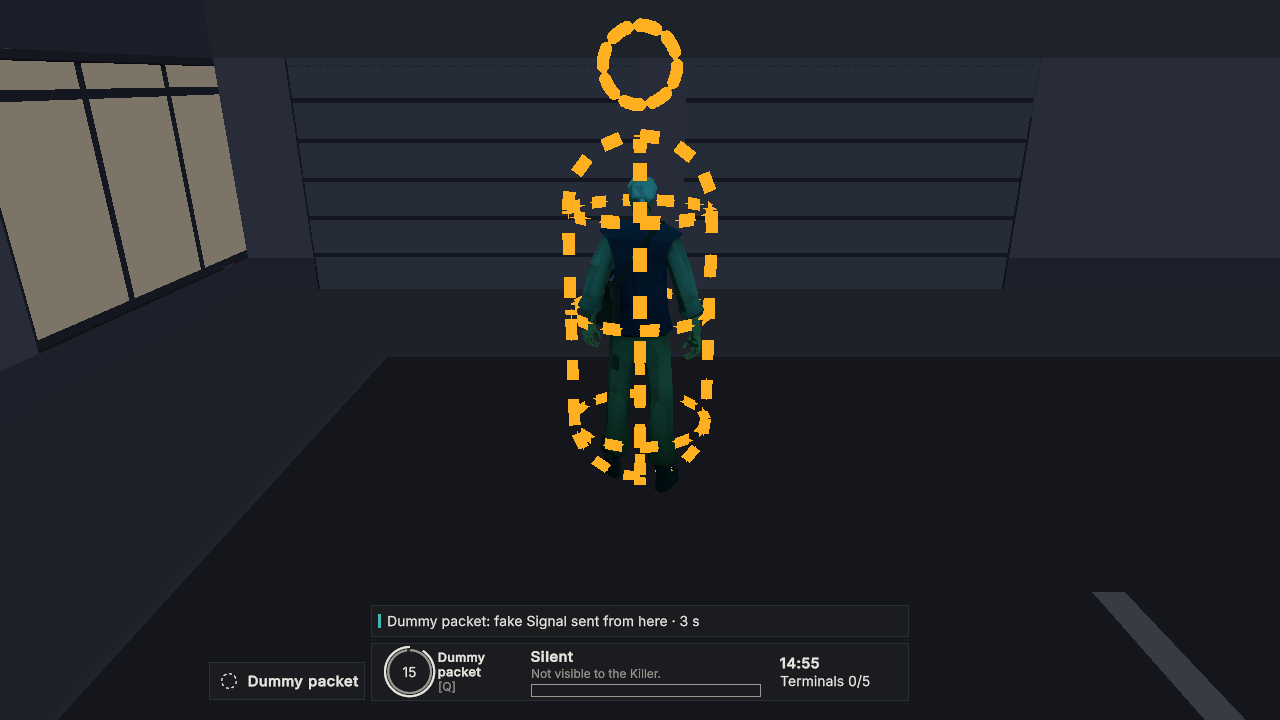 Dummy packet: fake Signal sent from here · 3 s
Dummy packet
15
Dummy
packet
[Q]
Silent
Not visible to the Killer.
14:55
Terminals 0/5